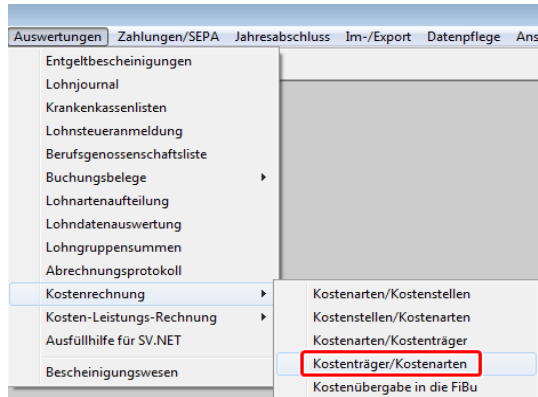 Auswertungen Zahlungen/SEPA Jahresabschluss Im-/Export Datenpflege Ans
Entgeltbescheinigungen
Lohnjournal
Krankenkassenlisten
Lohnsteueranmeldung
Berufsgenossenschaftsliste
Buchungsbelege
Lohnartenaufteilung
Lohndatenauswertung
Lohngruppensummen
Abrechnungsprotokoll
Kostenrechnung
Kosten-Leistungs-Rechnung
Ausfüllhilfe für SV.NET
Bescheinigungswesen
Kostenarten/Kostenstellen
Kostenstellen/Kostenarten
Kostenarten/Kostenträger
Kostenträger/Kostenarten
Kostenübergabe in die FiBu